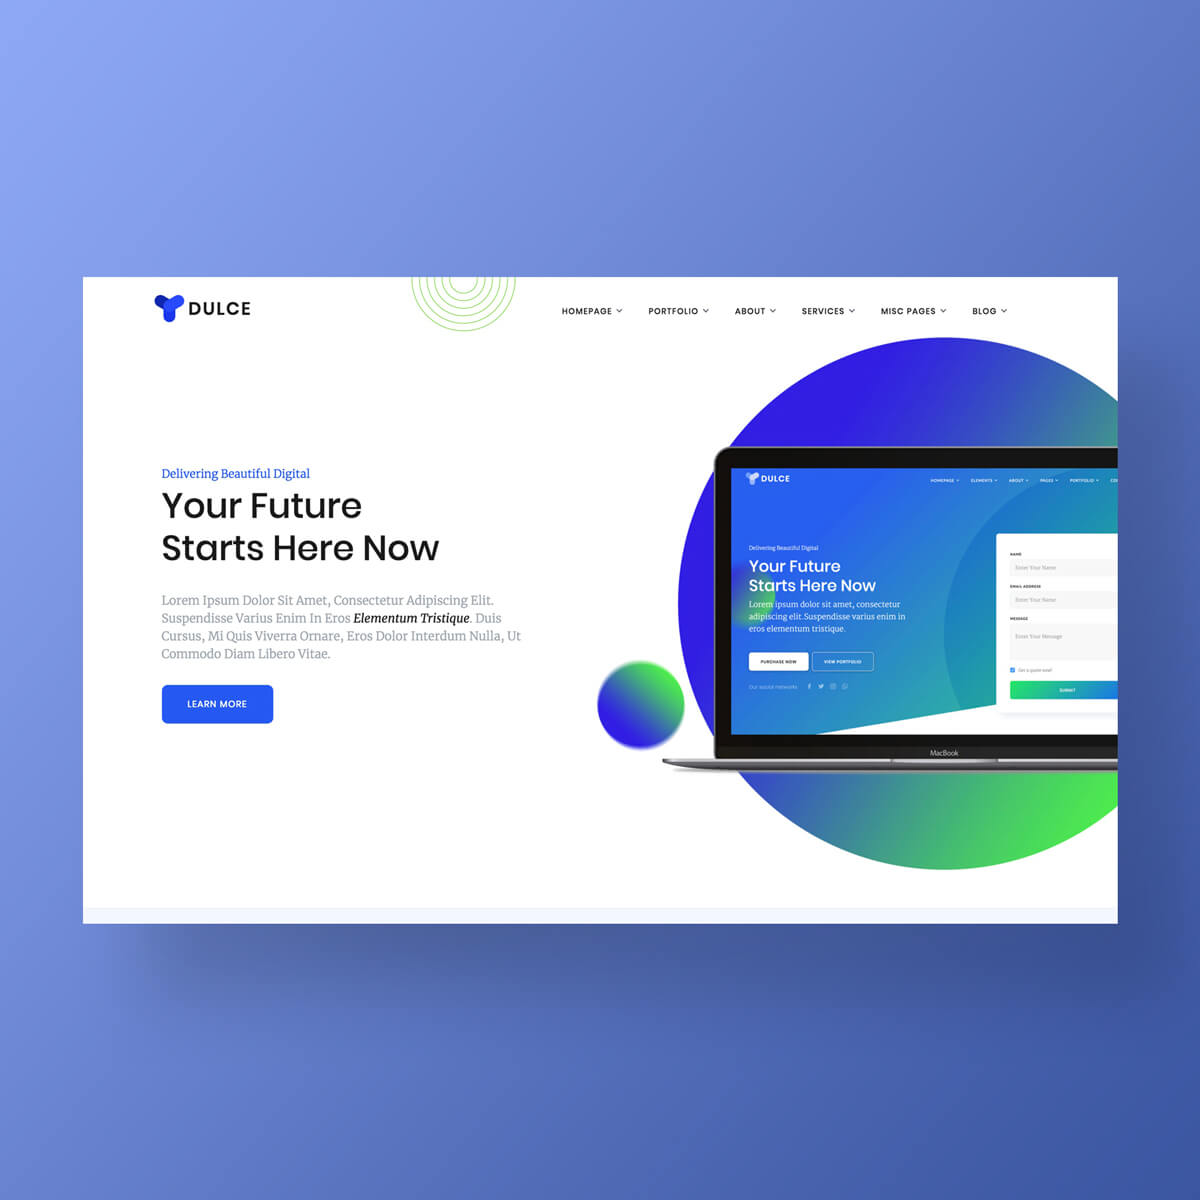 DULCE
HOMEPAGE PORTFOLIO ABOUT SERVICES MISC PAGES BLOG
Delivering Beautiful Digital
Your Future
Starts Here Now
Lorem Ipsum Dolor Sit Amet, Consectetur Adipiscing Elit.
Suspendisse Varius Enim In Eros Elementum Tristique. Duis
Cursus, Mi Quis Viverra Ornare, Eros Dolor Interdum Nulla, Ut
Commodo Diam Libero Vitae.
LEARN MORE
DULCE
HOMEPAGE ELEMENTS ABOUT PAGES PORTFOLIO
Delivering Beautiful Digital
Your Future
Starts Here Now
Lorem ipsum dolor sit amet, consectetur
adipiscing elit.Suspendisse varius enim in
eros elementum tristique.
PURCHASE NOW VIEW PORTFOLIO
Our social networks
NAME
Enter Your Name
EMAIL ADDRESS
Enter Your Name
MESSAGE
Enter Your Message
Get a quote now!
SUBMIT
MacBook